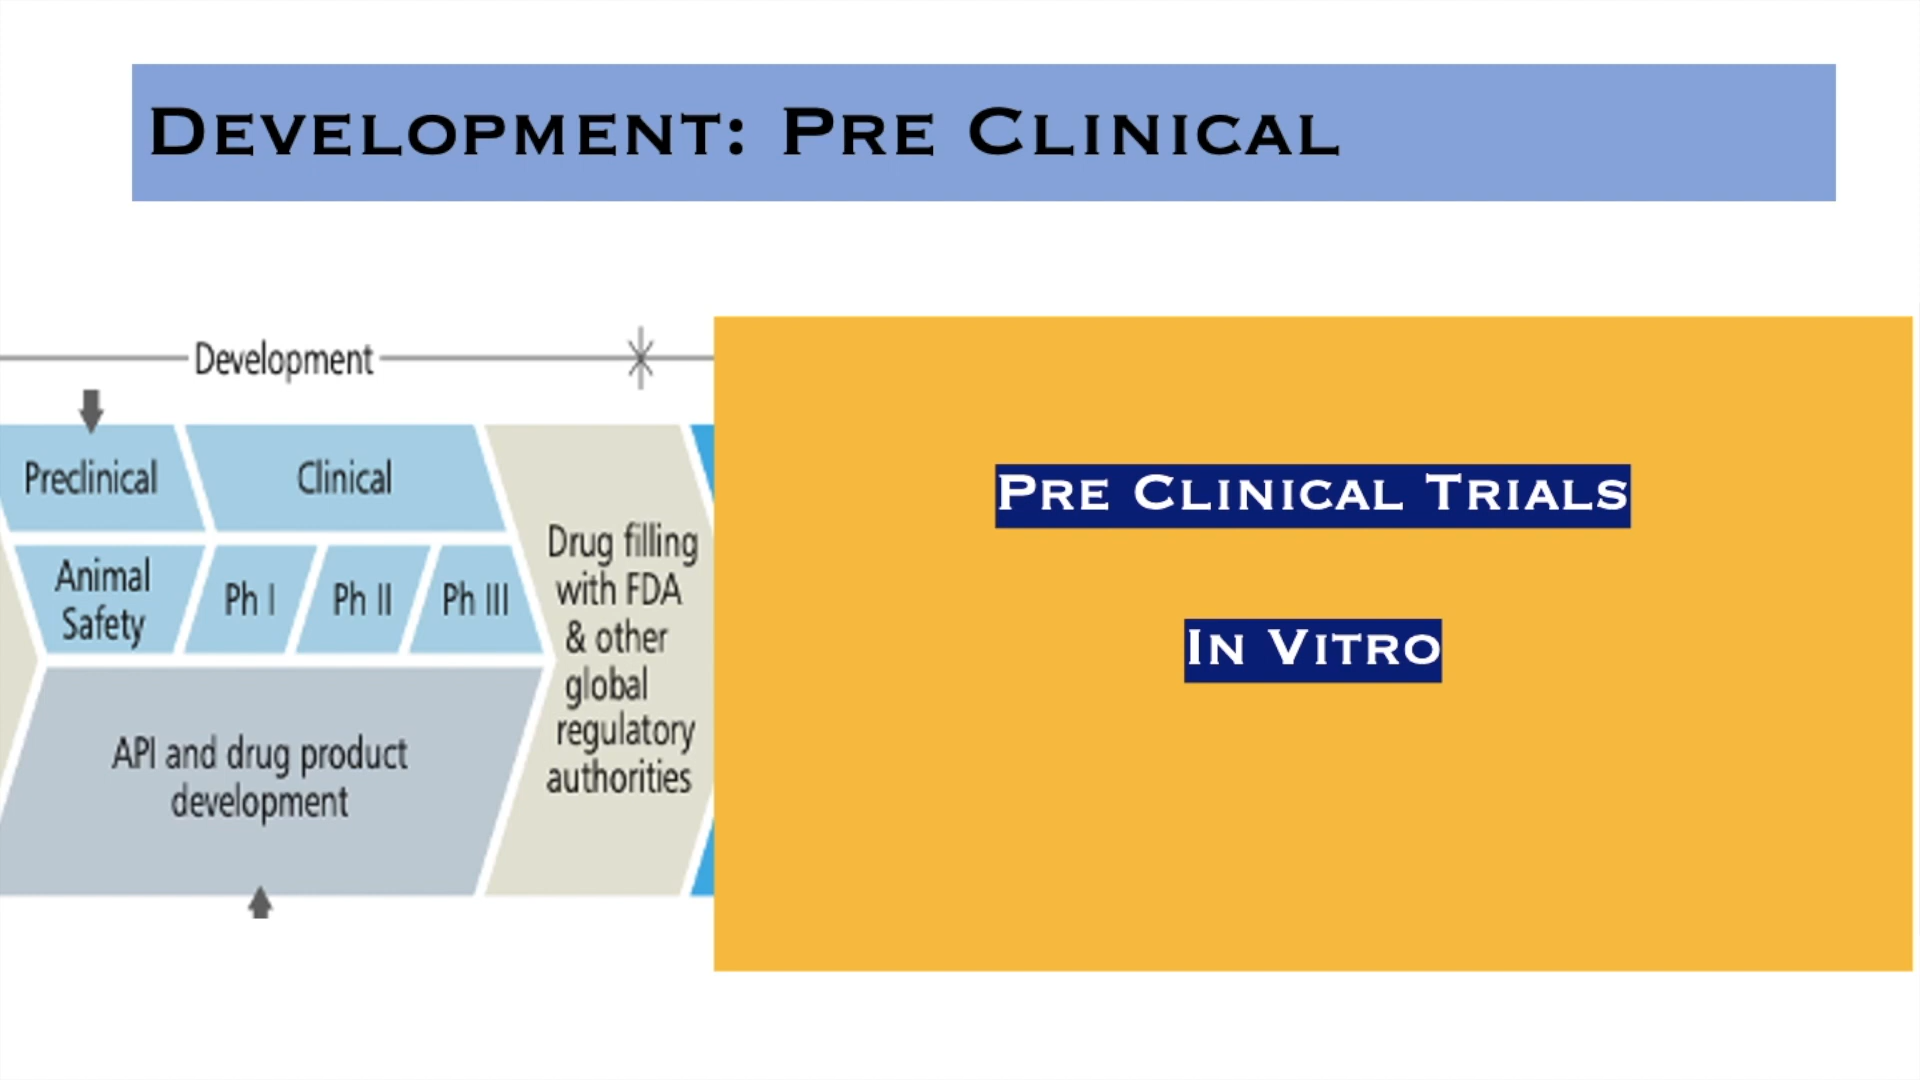 Development: Pre Clinical
Development
Preclinical
Clinical
Animal
Safety
Ph I
Ph II
Ph III
API and drug product
development
Drug filling
with FDA
& other
global
regulatory
authorities
Pre Clinical Trials
In Vitro